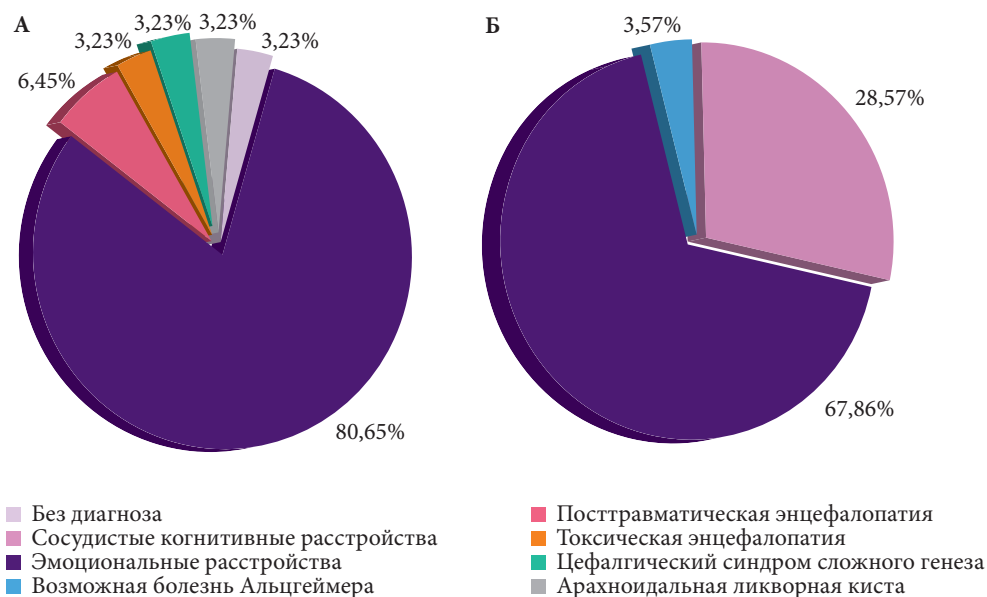 А
3,23%
3,23%
3,23%
3,23%
6,45%
80,65%
Б
3,57%
28,57%
67,86%
Без диагноза
Сосудистые когнитивные расстройства
Эмоциональные расстройства
Возможная болезнь Альцгеймера
Посттравматическая энцефалопатия
Токсическая энцефалопатия
Цефалгический синдром сложного генеза
Арахноидальная ликворная киста